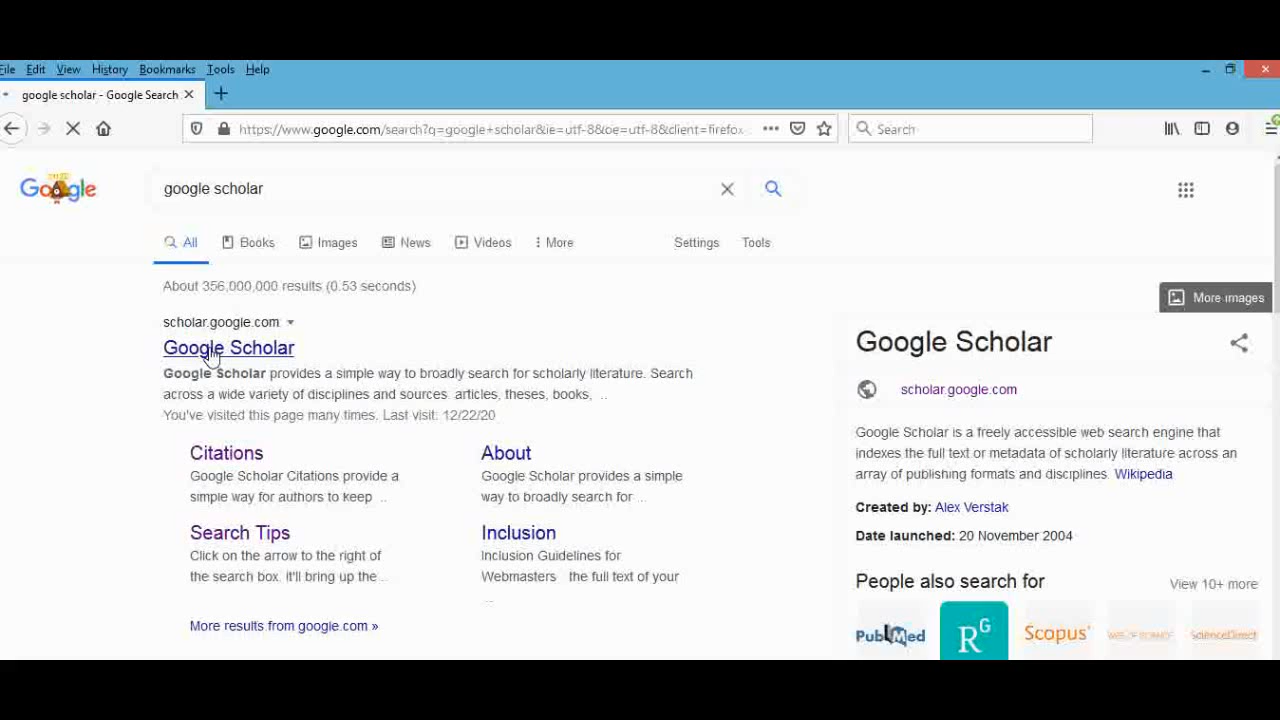 File Edit View History Bookmarks Tools Help
google scholar - Google Search
https://www.google.com/search?q=google+scholar&ie=utf-8&oe=utf-8&client=firefox
Search
Google
google scholar
All Books Images News Videos More Settings Tools
About 356,000,000 results (0.53 seconds)
More images
scholar.google.com
Google Scholar
Google Scholar provides a simple way to broadly search for scholarly literature. Search
across a wide variety of disciplines and sources: articles, theses, books, ...
You've visited this page many times. Last visit: 12/22/20
Citations
Google Scholar Citations provide a
simple way for authors to keep ...
About
Google Scholar provides a simple
way to broadly search for ...
Search Tips
Click on the arrow to the right of
the search box. It'll bring up the ...
Inclusion
Inclusion Guidelines for
Webmasters the full text of your
...
More results from google.com »
Google Scholar
scholar.google.com
Google Scholar is a freely accessible web search engine that
indexes the full text or metadata of scholarly literature across an
array of publishing formats and disciplines. Wikipedia
Created by: Alex Verstak
Date launched: 20 November 2004
People also search for View 10+ more
PubMed
RG
Scopus
WEB OF SCIENCE
ScienceDirect